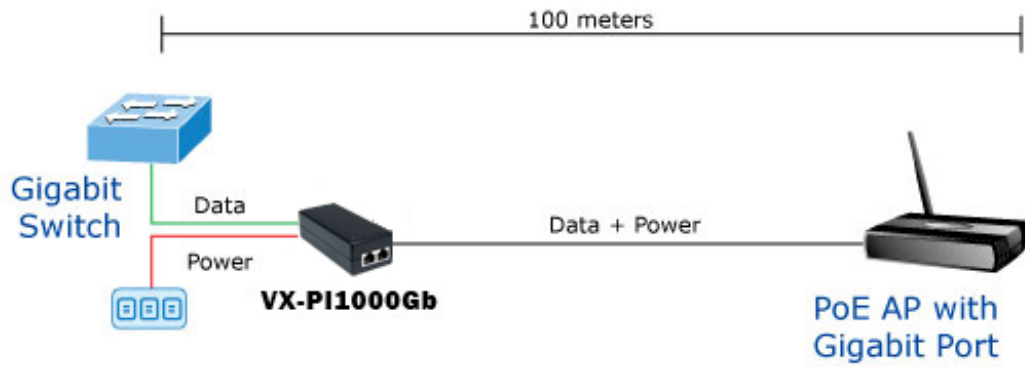 100 meters
Gigabit
Switch
Data
Power
VX-PI1000Gb
Data + Power
PoE AP with
Gigabit Port